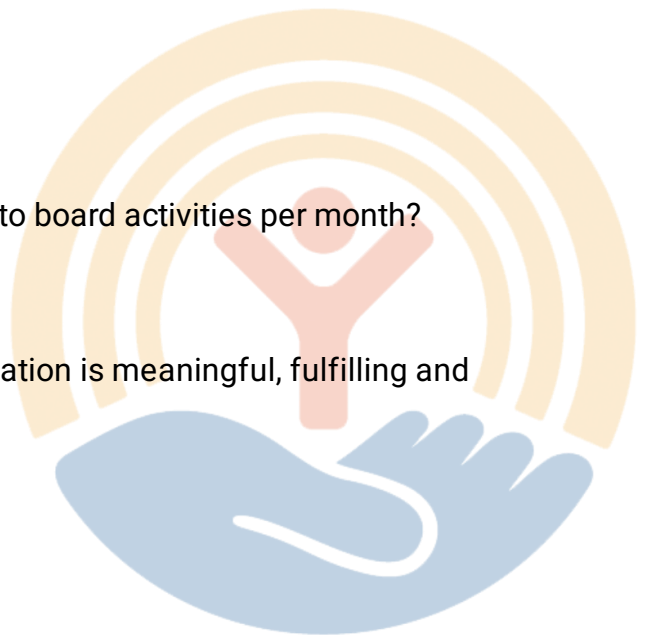 to board activities per month?
ation is meaningful, fulfilling and